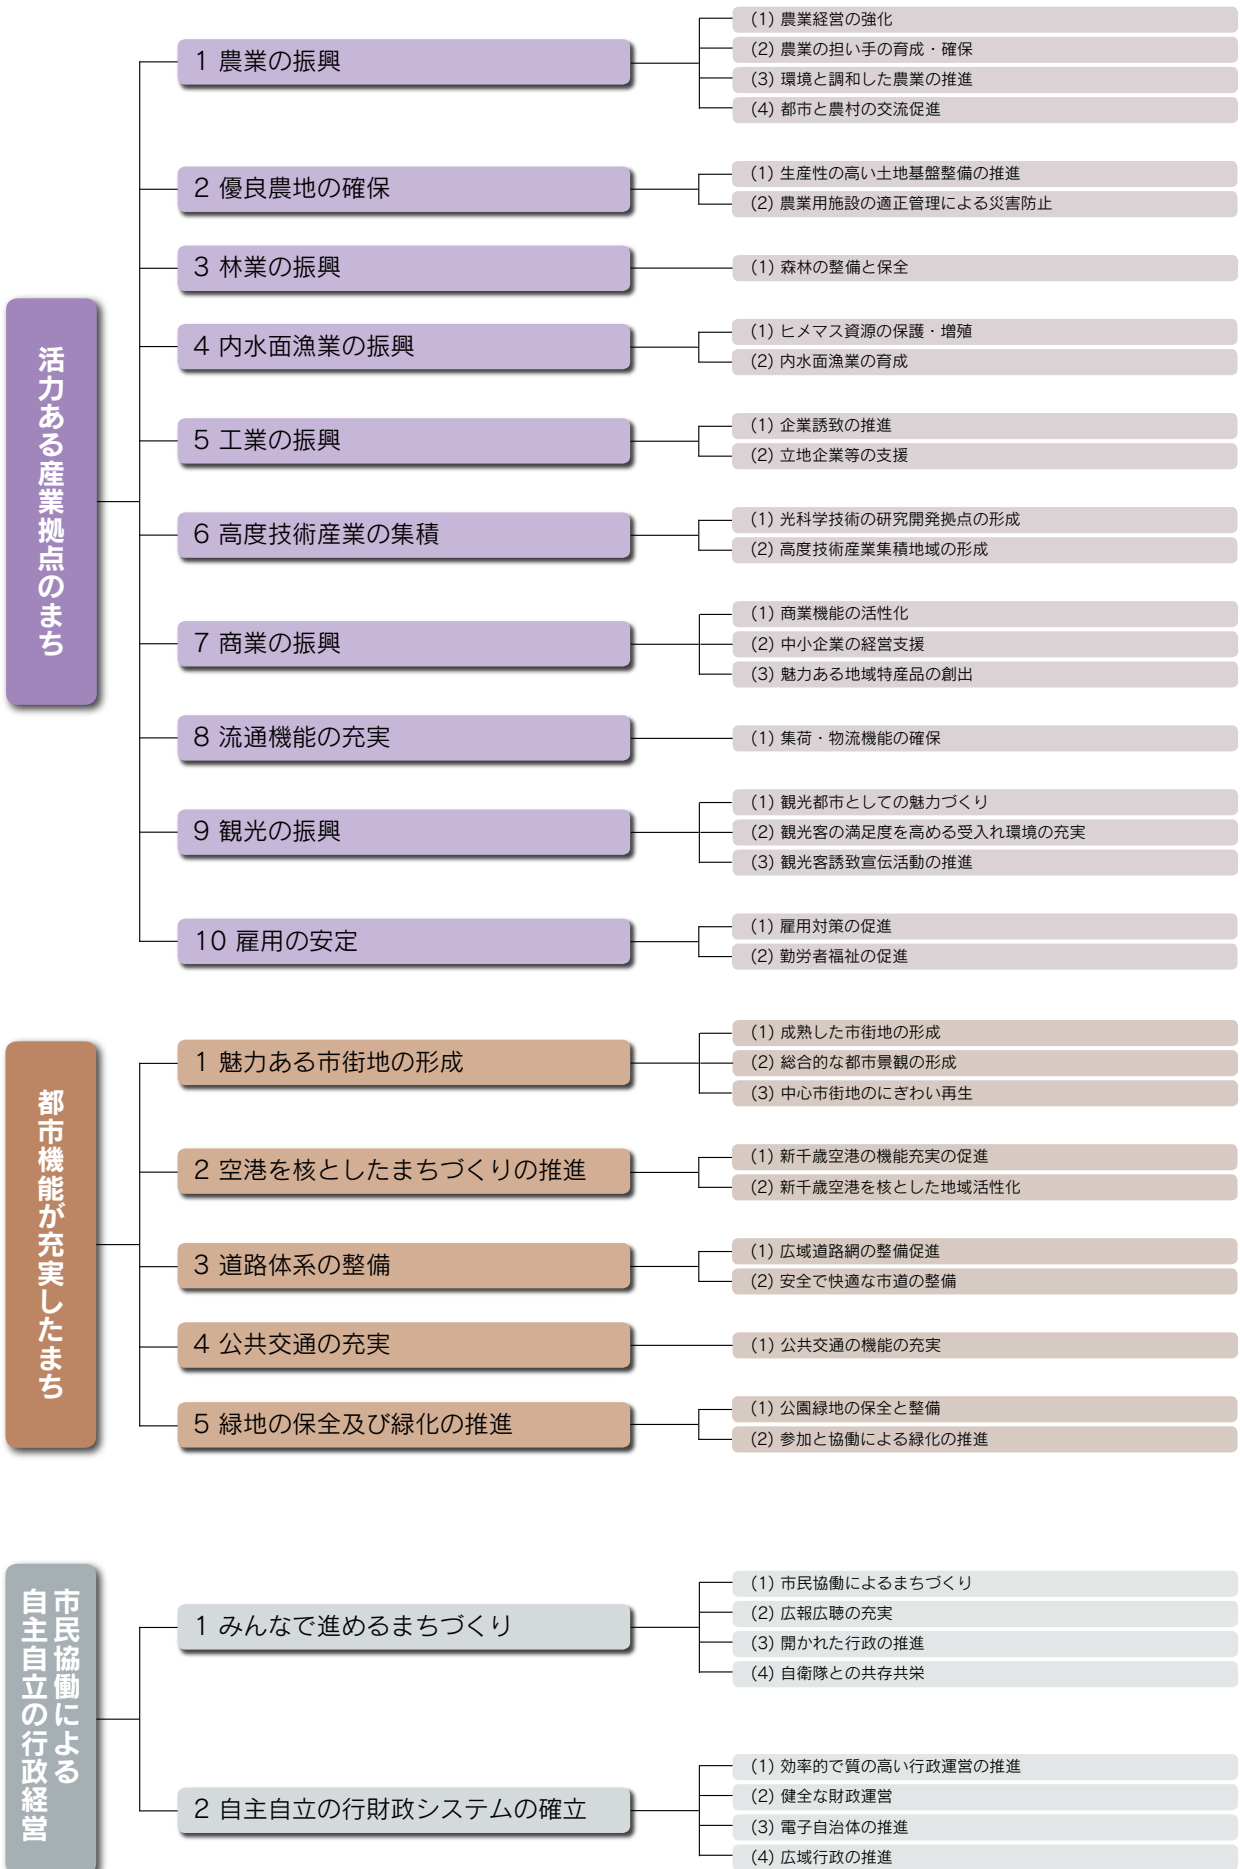 活力ある産業拠点のまち
1 農業の振興
(1) 農業経営の強化
(2) 農業の担い手の育成・確保
(3) 環境と調和した農業の推進
(4) 都市と農村の交流促進
2 優良農地の確保
(1) 生産性の高い土地基盤整備の推進
(2) 農業用施設の適正管理による災害防止
3 林業の振興
(1) 森林の整備と保全
4 内水面漁業の振興
(1) ヒメマス資源の保護・増殖
(2) 内水面漁業の育成
5 工業の振興
(1) 企業誘致の推進
(2) 立地企業等の支援
6 高度技術産業の集積
(1) 光科学技術の研究開発拠点の形成
(2) 高度技術産業集積地域の形成
7 商業の振興
(1) 商業機能の活性化
(2) 中小企業の経営支援
(3) 魅力ある地域特産品の創出
8 流通機能の充実
(1) 集荷・物流機能の確保
9 観光の振興
(1) 観光都市としての魅力づくり
(2) 観光客の満足度を高める受入れ環境の充実
(3) 観光客誘致宣伝活動の推進
10 雇用の安定
(1) 雇用対策の促進
(2) 勤労者福祉の促進
都市機能が充実したまち
1 魅力ある市街地の形成
(1) 成熟した市街地の形成
(2) 総合的な都市景観の形成
(3) 中心市街地のにぎわい再生
2 空港を核としたまちづくりの推進
(1) 新千歳空港の機能充実の促進
(2) 新千歳空港を核とした地域活性化
3 道路体系の整備
(1) 広域道路網の整備促進
(2) 安全で快適な市道の整備
4 公共交通の充実
(1) 公共交通の機能の充実
5 緑地の保全及び緑化の推進
(1) 公園緑地の保全と整備
(2) 参加と協働による緑化の推進
市民協働による
自主自立の行政経営
1 みんなで進めるまちづくり
(1) 市民協働によるまちづくり
(2) 広報広聴の充実
(3) 開かれた行政の推進
(4) 自衛隊との共存共栄
2 自主自立の行財政システムの確立
(1) 効率的で質の高い行政運営の推進
(2) 健全な財政運営
(3) 電子自治体の推進
(4) 広域行政の推進